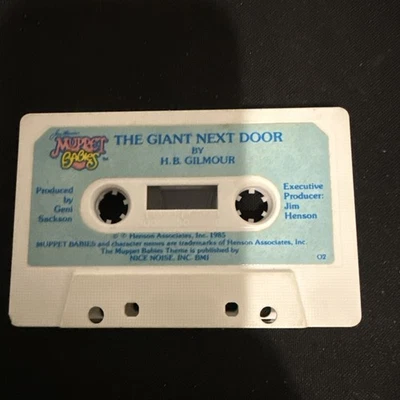 Jim Henson's
MUPPET
BABIES™
THE GIANT NEXT DOOR
BY
H. B. GILMOUR
Produced
by
Geni
Sackson
Executive
Producer:
Jim
Henson
© ℗ Henson Associates, Inc. 1985
MUPPET BABIES and character names are trademarks of Henson Associates, Inc.
The Muppet Babies Theme is published by
NICE NOISE, INC. BMI
O2